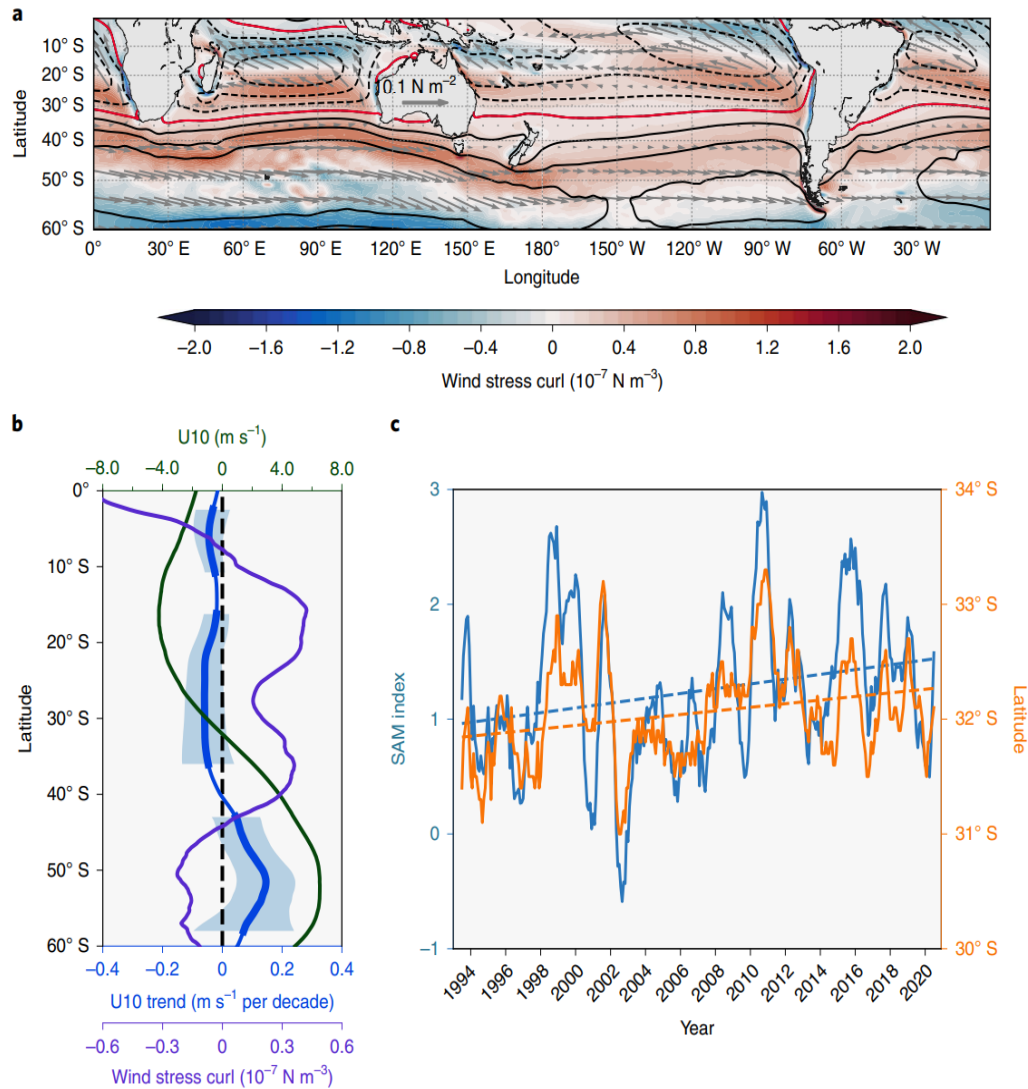 a
10° S
20° S
30° S
40° S
50° S
60° S
Latitude
0.1 N m⁻²
0° 30° E 60° E 90° E 120° E 150° E 180° 150° W 120° W 90° W 60° W 30° W
Longitude
−2.0 −1.6 −1.2 −0.8 −0.4 0 0.4 0.8 1.2 1.6 2.0
Wind stress curl (10⁻⁷ N m⁻³)
b
U10 (m s⁻¹)
−8.0 −4.0 0 4.0 8.0
0°
10° S
20° S
30° S
40° S
50° S
60° S
Latitude
−0.4 −0.2 0 0.2 0.4
U10 trend (m s⁻¹ per decade)
−0.6 −0.3 0 0.3 0.6
Wind stress curl (10⁻⁷ N m⁻³)
c
3
2
1
0
−1
SAM index
34° S
33° S
32° S
31° S
30° S
Latitude
1994 1996 1998 2000 2002 2004 2006 2008 2010 2012 2014 2016 2018 2020
Year